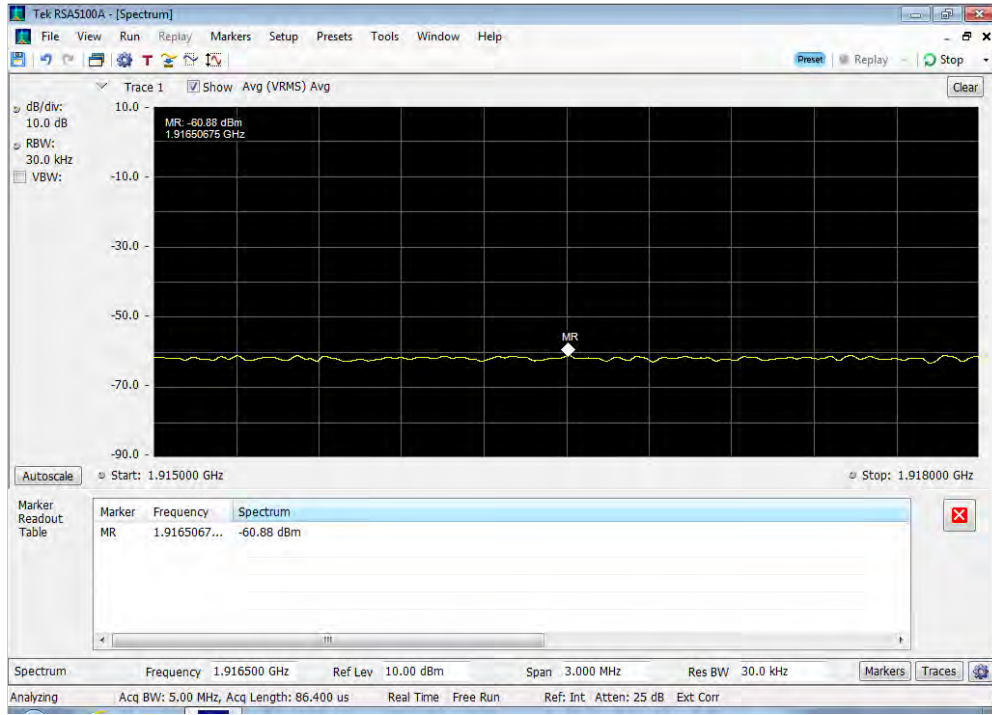 Tek RSA5100A - [Spectrum]
File View Run Replay Markers Setup Presets Tools Window Help
Preset Replay Stop
Trace 1 Show Avg (VRMS) Avg Clear
dB/div:
10.0 dB
RBW:
30.0 kHz
VBW:
10.0
-10.0
-30.0
-50.0
-70.0
-90.0
MR: -60.88 dBm
1.91650675 GHz
MR
Autoscale Start: 1.915000 GHz Stop: 1.918000 GHz
Marker
Readout
Table
Marker Frequency Spectrum
MR 1.9165067... -60.88 dBm
Spectrum Frequency 1.916500 GHz Ref Lev 10.00 dBm Span 3.000 MHz Res BW 30.0 kHz Markers Traces
Analyzing Acq BW: 5.00 MHz, Acq Length: 86.400 us Real Time Free Run Ref: Int Atten: 25 dB Ext Corr